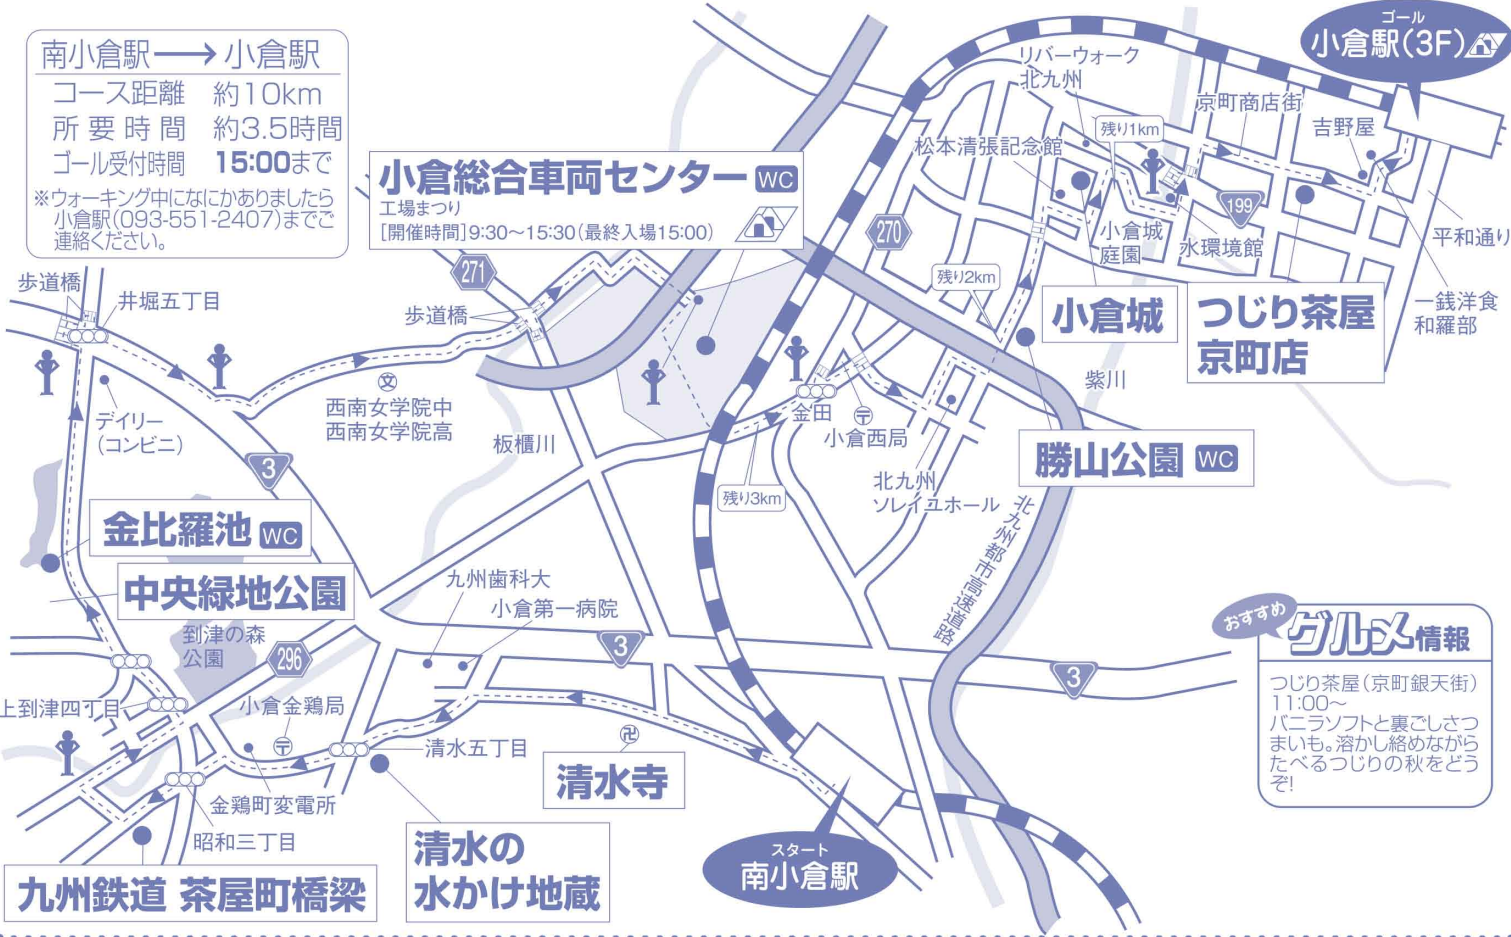 南小倉駅→小倉駅
コース距離 約10km
所要時間 約3.5時間
ゴール受付時間 15:00まで
※ウォーキング中になにかありましたら
小倉駅(093-551-2407)までご
連絡ください。
ゴール
小倉駅(3F)
リバーウォーク
北九州
京町商店街
吉野屋
残り1km
松本清張記念館
小倉総合車両センター WC
工場まつり
[開催時間]9:30〜15:30(最終入場15:00)
270
199
小倉城
庭園
水環境館
平和通り
271
残り2km
歩道橋
井堀五丁目
歩道橋
小倉城
つじり茶屋
京町店
一銭洋食
和羅部
紫川
西南女学院中
西南女学院高
デイリー
(コンビニ)
板櫃川
金田
小倉西局
3
勝山公園 WC
残り3km
北九州
ソレイユホール
北九州都市高速道路
金比羅池 WC
中央緑地公園
九州歯科大
小倉第一病院
到津の森
公園
296
3
3
上到津四丁目
小倉金鶏局
清水五丁目
清水寺
金鶏町変電所
昭和三丁目
清水の
水かけ地蔵
九州鉄道 茶屋町橋梁
スタート
南小倉駅
おすすめ
グルメ情報
つじり茶屋(京町銀天街)
11:00〜
バニラソフトと裏ごしさつ
まいも。溶かし絡めながら
たべるつじりの秋をどう
ぞ!